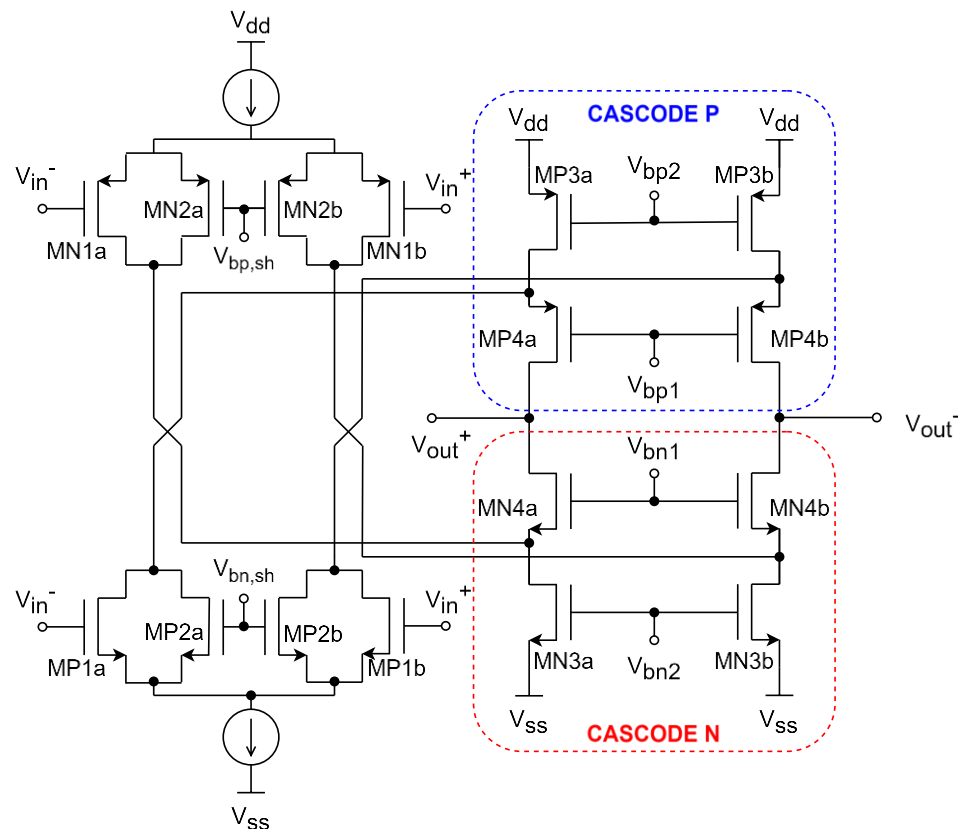 Vdd
CASCODE P
Vdd
Vdd
MP3a
Vbp2
MP3b
Vin-
MN2a
MN2b
Vin+
MN1a
Vbp,sh
MN1b
MP4a
MP4b
Vbp1
Vout+
Vout-
Vbn1
MN4a
MN4b
Vbn,sh
Vin-
Vin+
MP2a
MP2b
MP1a
MP1b
MN3a
Vbn2
MN3b
Vss
Vss
CASCODE N
Vss